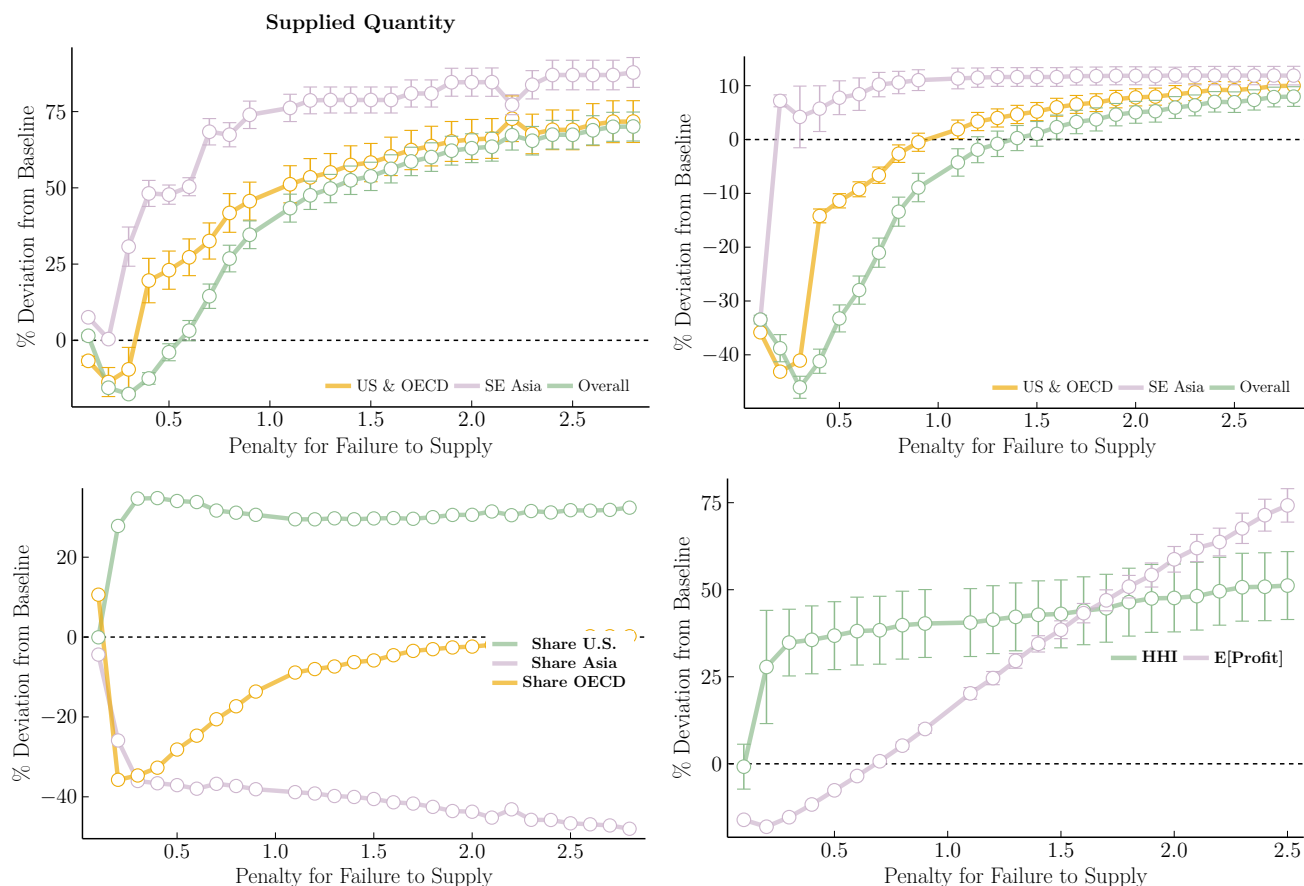 Supplied Quantity
% Deviation from Baseline
75
50
25
0
US & OECD SE Asia Overall
0.5 1.0 1.5 2.0 2.5
Penalty for Failure to Supply
% Deviation from Baseline
10
0
−10
−20
−30
−40
US & OECD SE Asia Overall
0.5 1.0 1.5 2.0 2.5
Penalty for Failure to Supply
% Deviation from Baseline
20
0
−20
−40
Share U.S.
Share Asia
Share OECD
0.5 1.0 1.5 2.0 2.5
Penalty for Failure to Supply
% Deviation from Baseline
75
50
25
0
HHI E[Profit]
0.5 1.0 1.5 2.0 2.5
Penalty for Failure to Supply